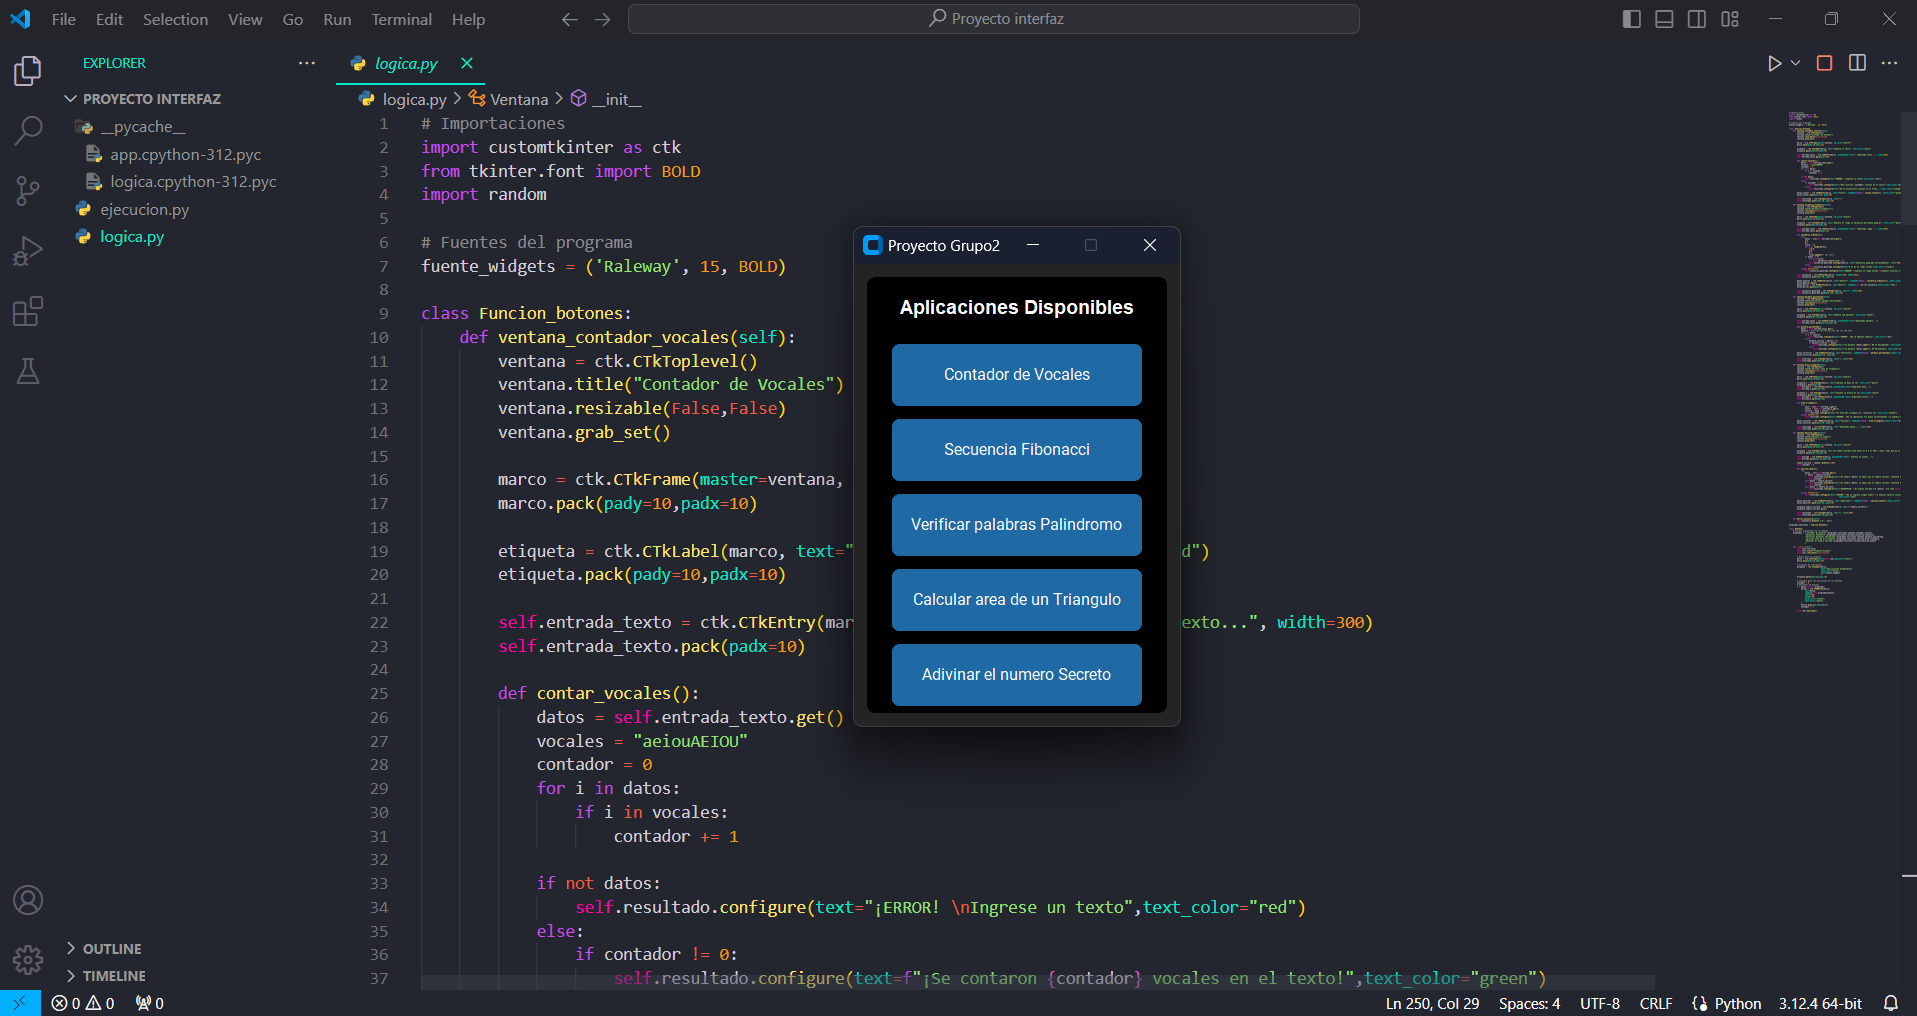 File Edit Selection View Go Run Terminal Help
Proyecto interfaz
EXPLORER
PROYECTO INTERFAZ
__pycache__
app.cpython-312.pyc
logica.cpython-312.pyc
ejecucion.py
logica.py
OUTLINE
TIMELINE
logica.py
logica.py > Ventana > __init__
1 # Importaciones
2 import customtkinter as ctk
3 from tkinter.font import BOLD
4 import random
5
6 # Fuentes del programa
7 fuente_widgets = ('Raleway', 15, BOLD)
8
9 class Funcion_botones:
10 def ventana_contador_vocales(self):
11 ventana = ctk.CTkToplevel()
12 ventana.title("Contador de Vocales")
13 ventana.resizable(False,False)
14 ventana.grab_set()
15
16 marco = ctk.CTkFrame(master=ventana,
17 marco.pack(pady=10,padx=10)
18
19 etiqueta = ctk.CTkLabel(marco, text=" d")
20 etiqueta.pack(pady=10,padx=10)
21
22 self.entrada_texto = ctk.CTkEntry(mar exto...", width=300)
23 self.entrada_texto.pack(padx=10)
24
25 def contar_vocales():
26 datos = self.entrada_texto.get()
27 vocales = "aeiouAEIOU"
28 contador = 0
29 for i in datos:
30 if i in vocales:
31 contador += 1
32
33 if not datos:
34 self.resultado.configure(text="¡ERROR! \nIngrese un texto",text_color="red")
35 else:
36 if contador != 0:
37 self.resultado.configure(text=f"¡Se contaron {contador} vocales en el texto!",text_color="green")
Proyecto Grupo2
Aplicaciones Disponibles
Contador de Vocales
Secuencia Fibonacci
Verificar palabras Palindromo
Calcular area de un Triangulo
Adivinar el numero Secreto
0 0 0
Ln 250, Col 29 Spaces: 4 UTF-8 CRLF Python 3.12.4 64-bit